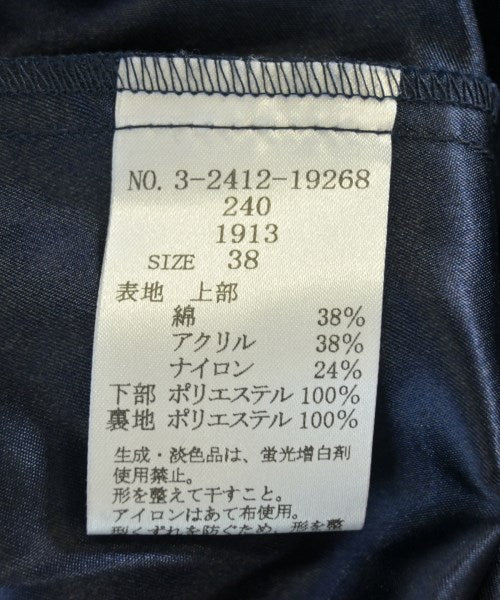 NO. 3-2412-19268
240
1913
SIZE 38
表地 上部
綿 38%
アクリル 38%
ナイロン 24%
下部 ポリエステル 100%
裏地 ポリエステル 100%
生成・淡色品は、蛍光増白剤
使用禁止。
形を整えて干すこと。
アイロンはあて布使用。
型くずれを防ぐため、形を整